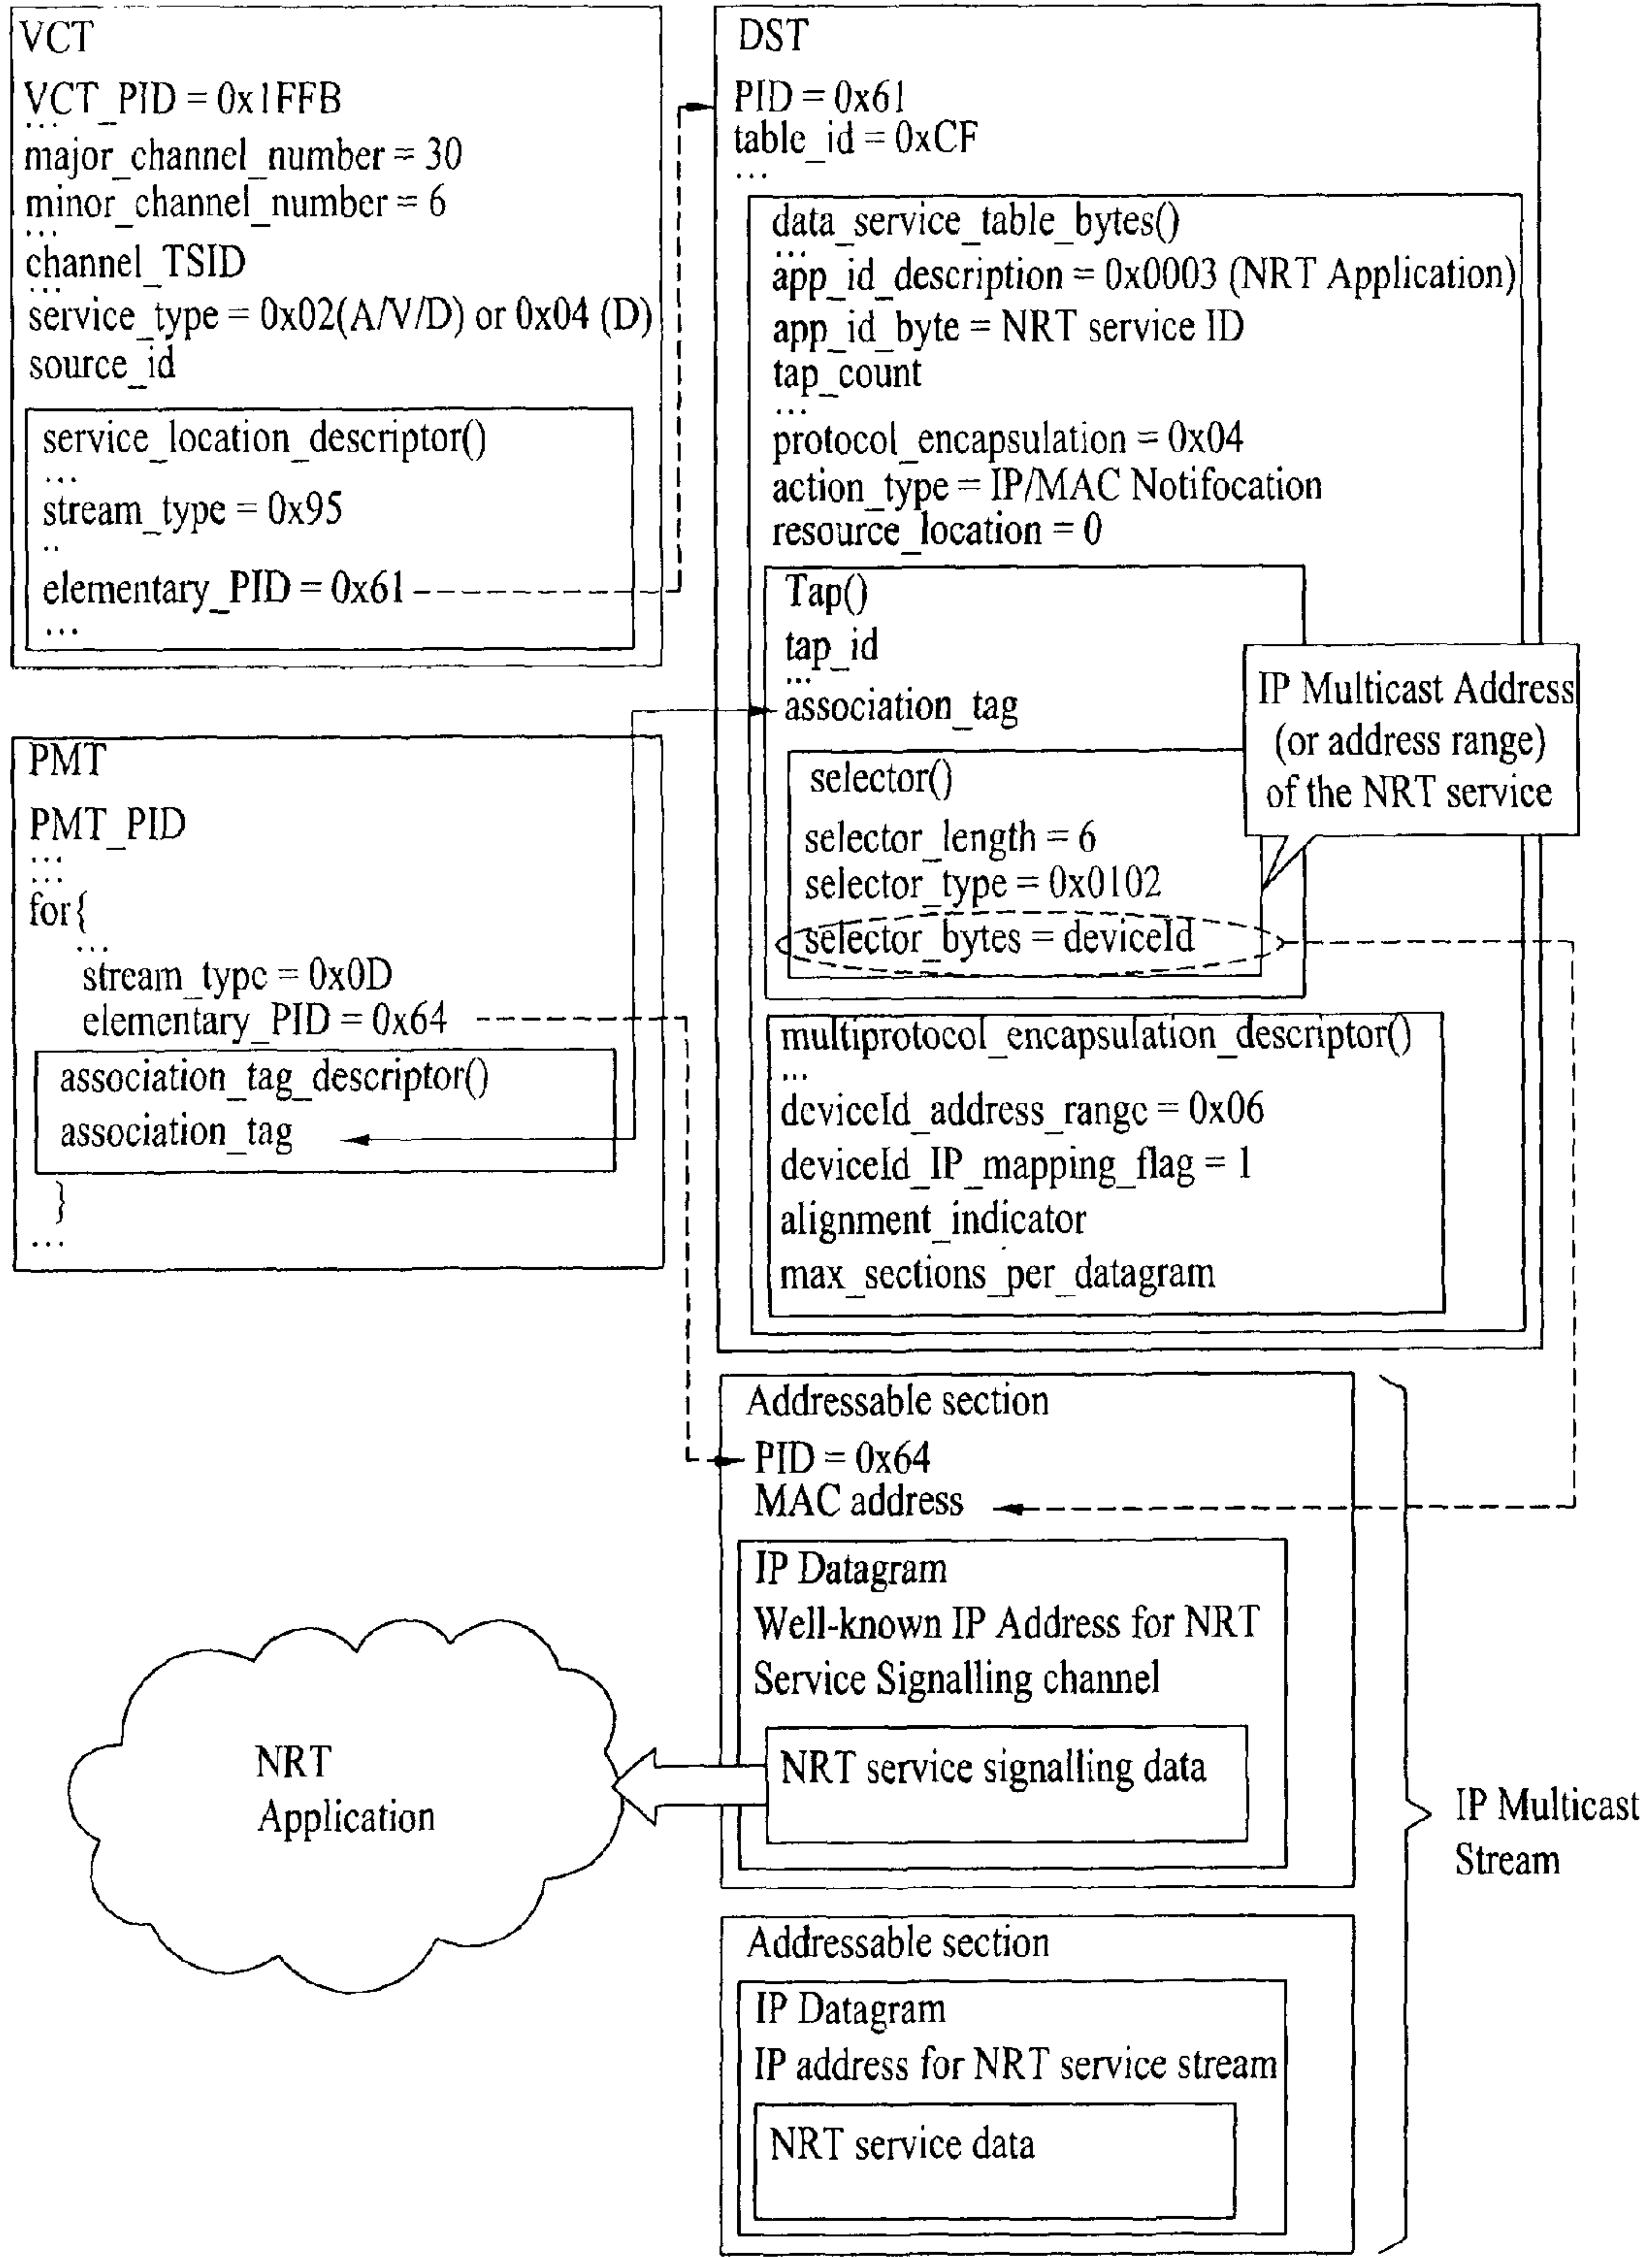 VCT
VCT_PID = 0x1FFB
...
major_channel_number = 30
minor_channel_number = 6
...
channel_TSID
...
service_type = 0x02(A/V/D) or 0x04 (D)
source_id
service_location_descriptor()
...
stream_type = 0x95
..
elementary_PID = 0x61
...
PMT
PMT_PID
...
...
for{
...
stream_type = 0x0D
elementary_PID = 0x64
association_tag_descriptor()
association_tag
}
...
DST
PID = 0x61
table_id = 0xCF
...
data_service_table_bytes()
...
app_id_description = 0x0003 (NRT Application)
app_id_byte = NRT service ID
tap_count
...
protocol_encapsulation = 0x04
action_type = IP/MAC Notifocation
resource_location = 0
Tap()
tap_id
...
association_tag
selector()
selector_length = 6
selector_type = 0x0102
selector_bytes = deviceId
IP Multicast Address
(or address range)
of the NRT service
multiprotocol_encapsulation_descriptor()
...
deviceId_address_range = 0x06
deviceId_IP_mapping_flag = 1
alignment_indicator
max_sections_per_datagram
Addressable section
PID = 0x64
MAC address
IP Datagram
Well-known IP Address for NRT
Service Signalling channel
NRT service signalling data
NRT
Application
IP Multicast
Stream
Addressable section
IP Datagram
IP address for NRT service stream
NRT service data